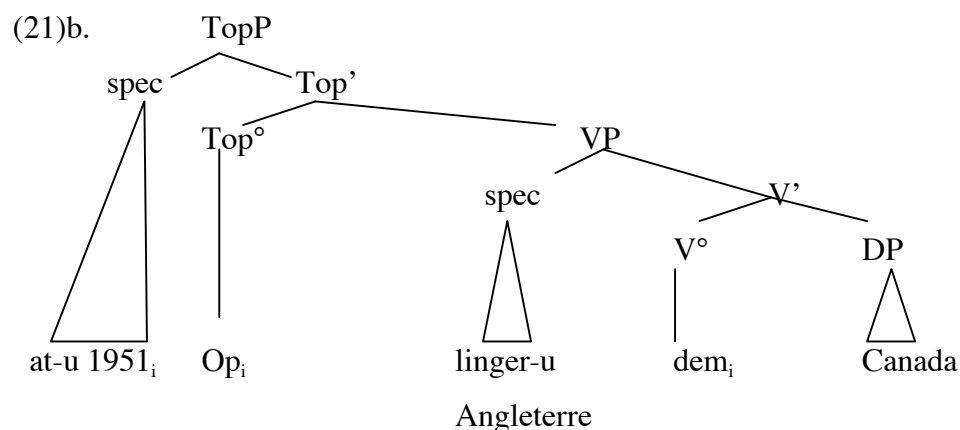 (21)b. TopP
spec Top’
Top° VP
spec V’
V° DP
at-u 1951i Opi linger-u demi Canada
Angleterre